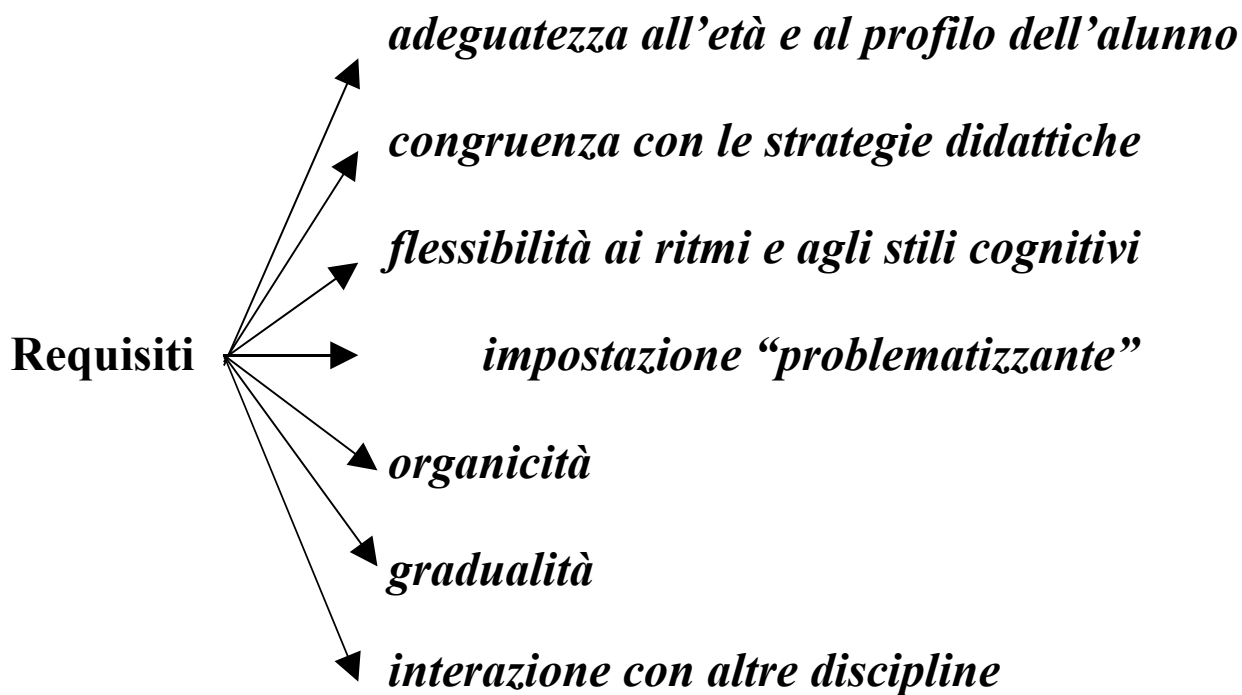 adeguatezza all’età e al profilo dell’alunno
congruenza con le strategie didattiche
flessibilità ai ritmi e agli stili cognitivi
Requisiti impostazione “problematizzante”
organicità
gradualità
interazione con altre discipline